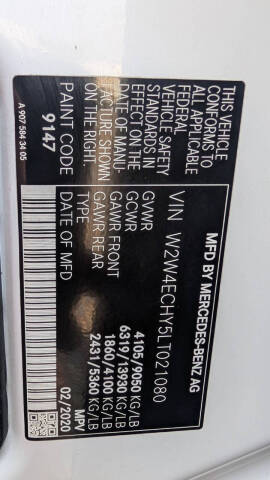 MFD BY MERCEDES-BENZ AG
VIN W2W4ECHY5LT021080
GVWR 4105/9050 KG/LB
GCWR 6319/13930 KG/LB
GAWR FRONT 1860/4100 KG/LB
GAWR REAR 2431/5360 KG/LB
TYPE MPV
DATE OF MFD 02/2020
THIS VEHICLE
CONFORMS TO
ALL APPLICABLE
FEDERAL
MOTOR VEHICLE
SAFETY
STANDARDS
IN EFFECT ON THE
DATE OF MANU-
FACTURE SHOWN
ON THE RIGHT.
PAINT CODE
9147
A 907 584 34 05